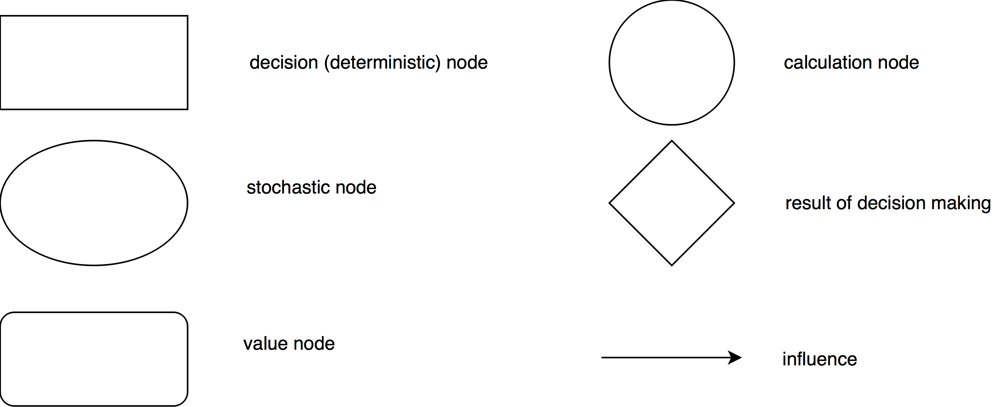 decision (deterministic) node
calculation node
stochastic node
result of decision making
value node
influence